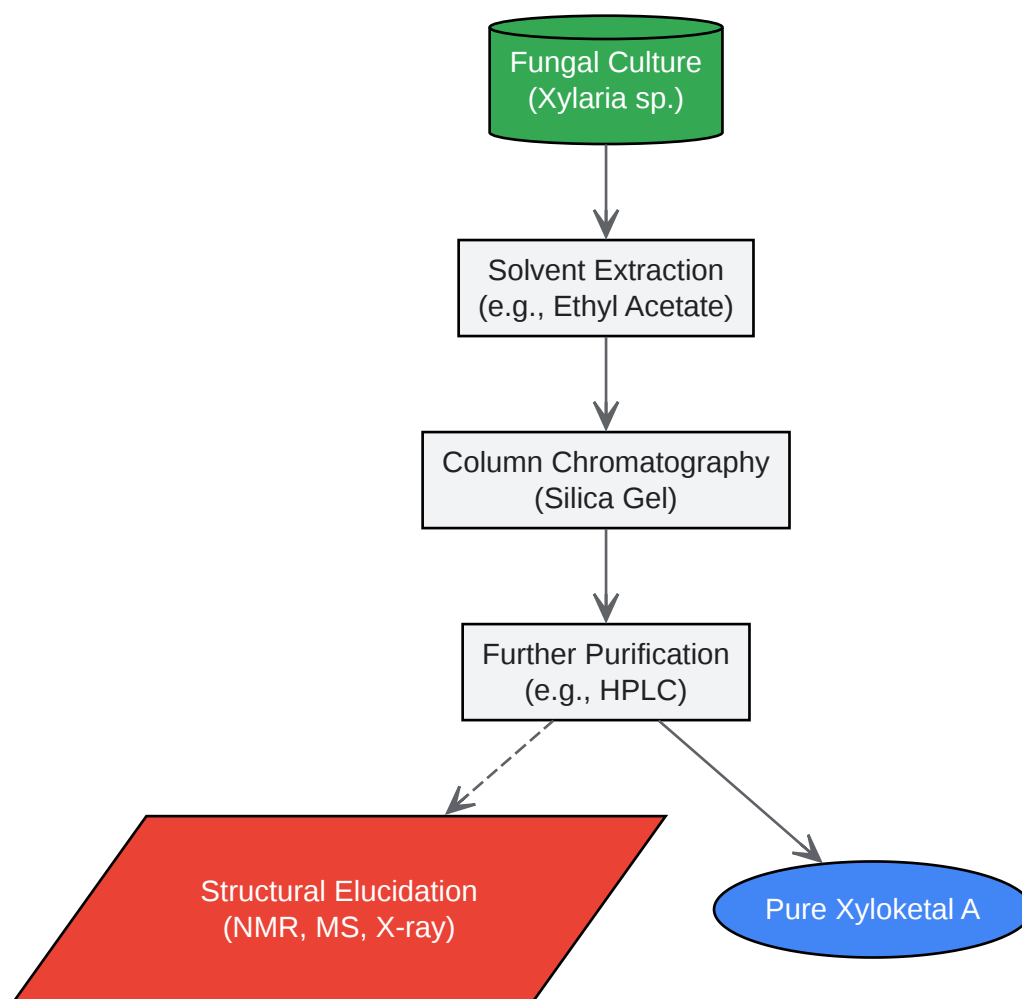 Fungal Culture
(Xylaria sp.)
Solvent Extraction
(e.g., Ethyl Acetate)
Column Chromatography
(Silica Gel)
Further Purification
(e.g., HPLC)
Structural Elucidation
(NMR, MS, X-ray)
Pure Xyloketal A